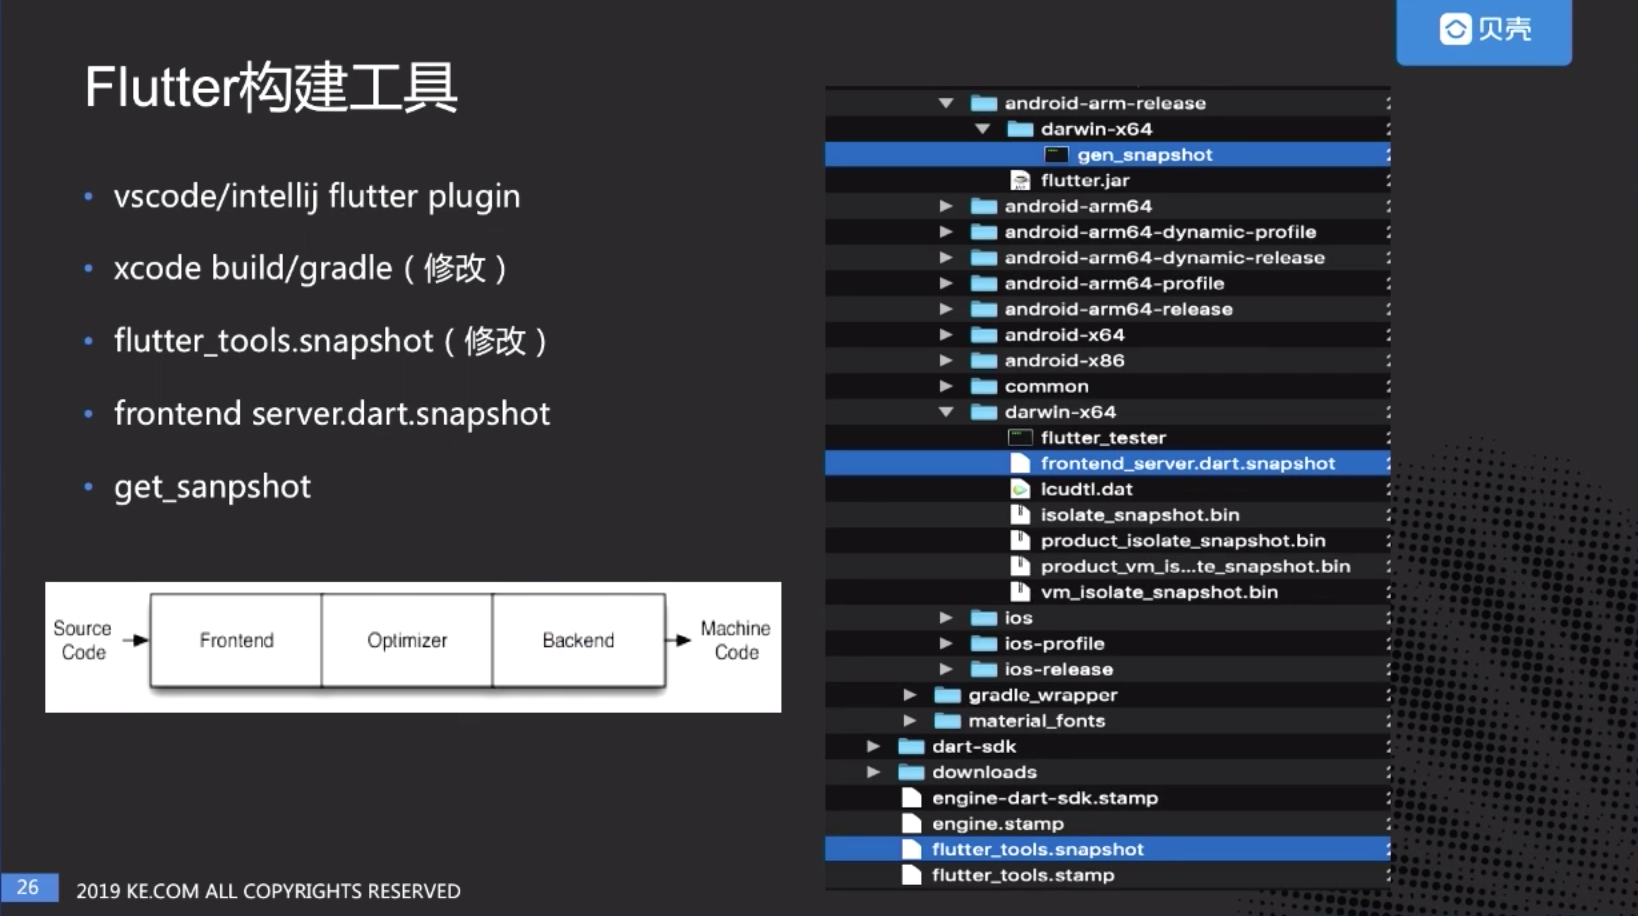 贝壳
Flutter构建工具
• vscode/intellij flutter plugin
• xcode build/gradle（修改）
• flutter_tools.snapshot（修改）
• frontend server.dart.snapshot
• get_sanpshot
Source Code
Frontend
Optimizer
Backend
Machine Code
android-arm-release
darwin-x64
gen_snapshot
flutter.jar
android-arm64
android-arm64-dynamic-profile
android-arm64-dynamic-release
android-arm64-profile
android-arm64-release
android-x64
android-x86
common
darwin-x64
flutter_tester
frontend_server.dart.snapshot
icudtl.dat
isolate_snapshot.bin
product_isolate_snapshot.bin
product_vm_is...te_snapshot.bin
vm_isolate_snapshot.bin
ios
ios-profile
ios-release
gradle_wrapper
material_fonts
dart-sdk
downloads
engine-dart-sdk.stamp
engine.stamp
flutter_tools.snapshot
flutter_tools.stamp
26
2019 KE.COM ALL COPYRIGHTS RESERVED